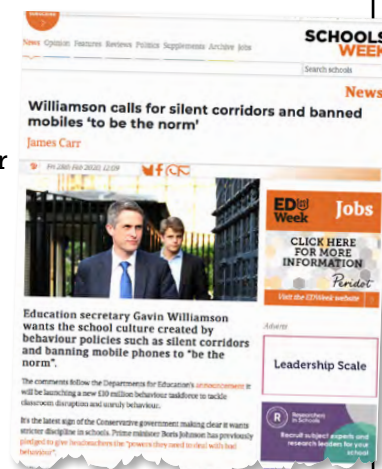 News Opinion Features Reviews Politics Supplements Archive Jobs
SCHOOLS
WEEK
Search schools
News
Williamson calls for silent corridors and banned
mobiles ‘to be the norm’
James Carr
r
Fri 28th Feb 2020, 12.09
ED
Week
Jobs
CLICK HERE
FOR MORE
INFORMATION
Peridot
Visit the EDWeek website
Education secretary Gavin Williamson
wants the school culture created by
behaviour policies such as silent corridors
and banning mobile phones to “be the
norm”.
The comments follow the Departments for Education's announcement it
will be launching a new £10 million behaviour taskforce to tackle
classroom disruption and unruly behaviour.
It's the latest sign of the Conservative government making clear it wants
stricter discipline in schools. Prime minister Boris Johnson has previously
pledged to give headteachers the "powers they need to deal with bad
behaviour".
Advert
Leadership Scale
R
Researchers
in Schools
Recruit subject experts and
research leaders for your
school